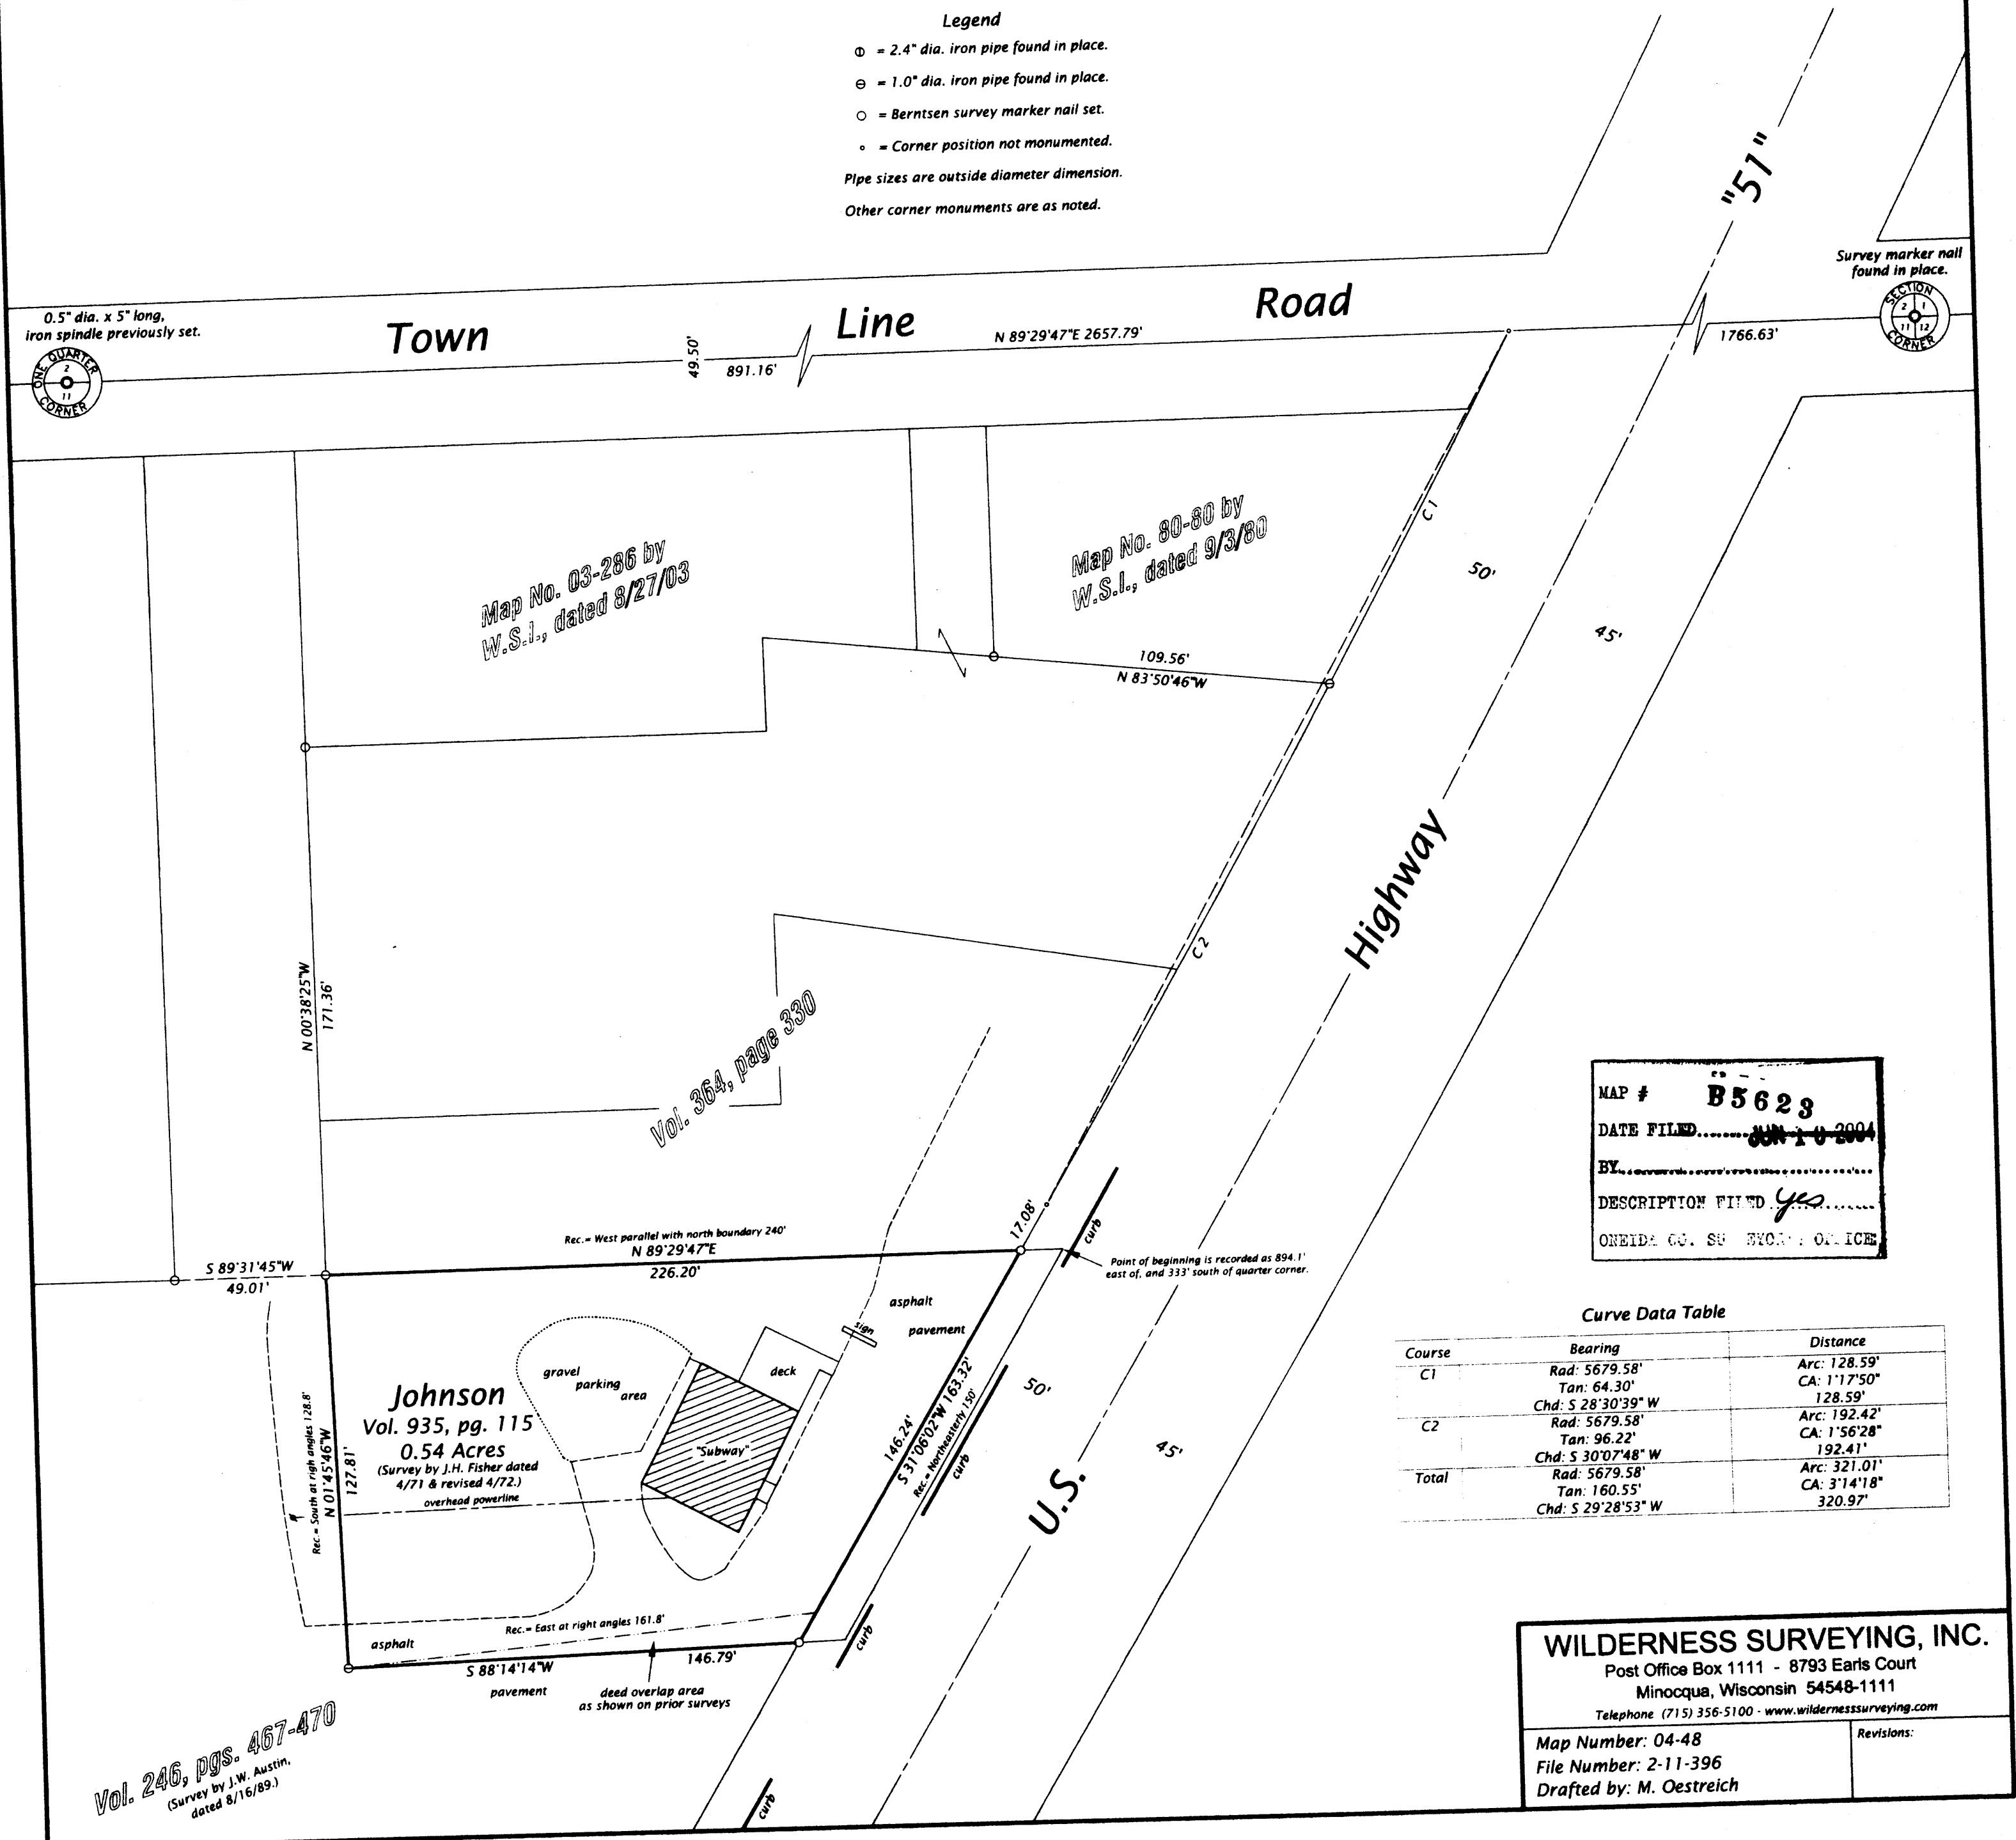 Legend
= 2.4" dia. iron pipe found in place.
= 1.0" dia. iron pipe found in place.
= Berntsen survey marker nail set.
= Corner position not monumented.
Pipe sizes are outside diameter dimension.
Other corner monuments are as noted.
"51"
Survey marker nail
found in place.
SECTION
2 1
11 12
CORNER
0.5" dia. x 5" long,
iron spindle previously set.
ONE QUARTER
2
11
CORNER
Town Line Road
N 89°29'47"E 2657.79'
49.50'
891.16'
1766.63'
Map No. 03-286 by
W.S.I., dated 8/27/03
Map No. 80-80 by
W.S.I., dated 9/3/80
C1
50'
45'
109.56'
N 83°50'46"W
Highway
C2
N 00°38'25"W
171.36'
Vol. 364, page 330
MAP # B5623
DATE FILED........JUN 10 2004
BY
DESCRIPTION FILED yes
ONEIDA CO.
17.08'
curb
Rec.= West parallel with north boundary 240'
N 89°29'47"E
226.20'
Point of beginning is recorded as 894.1'
east of, and 333' south of quarter corner.
S 89°31'45"W
49.01'
asphalt
pavement
sign
deck
gravel
parking
area
Johnson
Vol. 935, pg. 115
0.54 Acres
(Survey by J.H. Fisher dated
4/71 & revised 4/72.)
overhead powerline
"Subway"
Rec.= South at righ angles 128.8'
N 01°45'46"W
127.81'
146.24'
S 31°06'02"W 163.32'
Rec.= Northeasterly 150'
curb
50'
45'
U.S.
Curve Data Table
Course Bearing Distance
C1 Rad: 5679.58' Arc: 128.59'
Tan: 64.30' CA: 1°17'50"
Chd: S 28°30'39" W 128.59'
C2 Rad: 5679.58' Arc: 192.42'
Tan: 96.22' CA: 1°56'28"
Chd: S 30°07'48" W 192.41'
Total Rad: 5679.58' Arc: 321.01'
Tan: 160.55' CA: 3°14'18"
Chd: S 29°28'53" W 320.97'
Rec.= East at right angles 161.8'
asphalt
S 88°14'14"W
146.79'
pavement
deed overlap area
as shown on prior surveys
curb
Vol. 246, pgs. 467-470
(Survey by J.W. Austin,
dated 8/16/89.)
curb
WILDERNESS SURVEYING, INC.
Post Office Box 1111 - 8793 Earls Court
Minocqua, Wisconsin 54548-1111
Telephone (715) 356-5100 - www.wildernesssurveying.com
Map Number: 04-48
File Number: 2-11-396
Drafted by: M. Oestreich
Revisions: